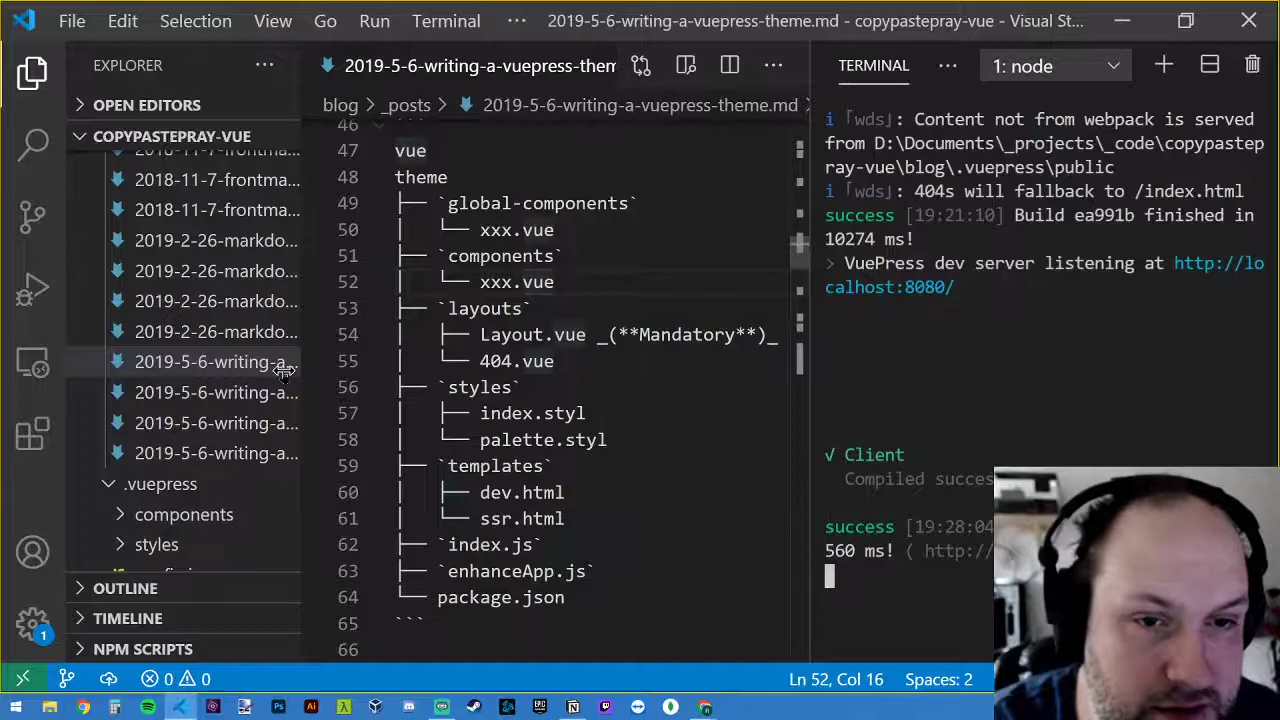 File Edit Selection View Go Run Terminal ··· 2019-5-6-writing-a-vuepress-theme.md - copypastepray-vue - Visual St...
EXPLORER ···
OPEN EDITORS
COPYPASTEPRAY-VUE
2018-11-7-frontma...
2018-11-7-frontma...
2018-11-7-frontma...
2019-2-26-markdo...
2019-2-26-markdo...
2019-2-26-markdo...
2019-2-26-markdo...
2019-5-6-writing-a...
2019-5-6-writing-a...
2019-5-6-writing-a...
2019-5-6-writing-a...
.vuepress
components
styles
OUTLINE
TIMELINE
NPM SCRIPTS
1
2019-5-6-writing-a-vuepress-them
···
blog > _posts > 2019-5-6-writing-a-vuepress-theme.md >
46 ```
47 vue
48 theme
49 ├── `global-components`
50 │   └── xxx.vue
51 ├── `components`
52 │   └── xxx.vue
53 ├── `layouts`
54 │   ├── Layout.vue _(**Mandatory**)_
55 │   └── 404.vue
56 ├── `styles`
57 │   ├── index.styl
58 │   └── palette.styl
59 ├── `templates`
60 │   ├── dev.html
61 │   └── ssr.html
62 ├── `index.js`
63 ├── `enhanceApp.js`
64 └── package.json
65 ```
66
TERMINAL ··· 1: node
i ｢wds｣: Content not from webpack is served
from D:\Documents\_projects\_code\copypastep
ray-vue\blog\.vuepress\public
i ｢wds｣: 404s will fallback to /index.html
success [19:21:10] Build ea991b finished in
10274 ms!
> VuePress dev server listening at http://lo
calhost:8080/
√ Client
Compiled succes
success [19:28:04
560 ms! ( http://
0 0 Ln 52, Col 16 Spaces: 2